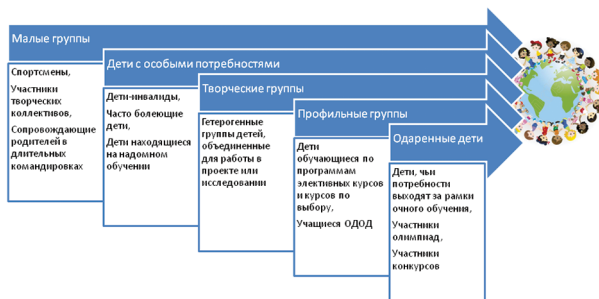 Малые группы
Спортсмены,
Участники
творческих
коллективов,
Сопровождающие
родителей в
длительных
командировках
Дети с особыми потребностями
Дети-инвалиды,
Часто болеющие
дети,
Дети находящиеся
на надомном
обучении
Творческие группы
Гетерогенные
группы детей,
объединенные
для работы в
проекте или
исследовании
Профильные группы
Дети
обучающиеся по
программам
элективных курсов
и курсов по
выбору,
Учащиеся ОДОД
Одаренные дети
Дети, чьи
потребности
выходят за рамки
очного обучения,
Участники
олимпиад,
Участники
конкурсов